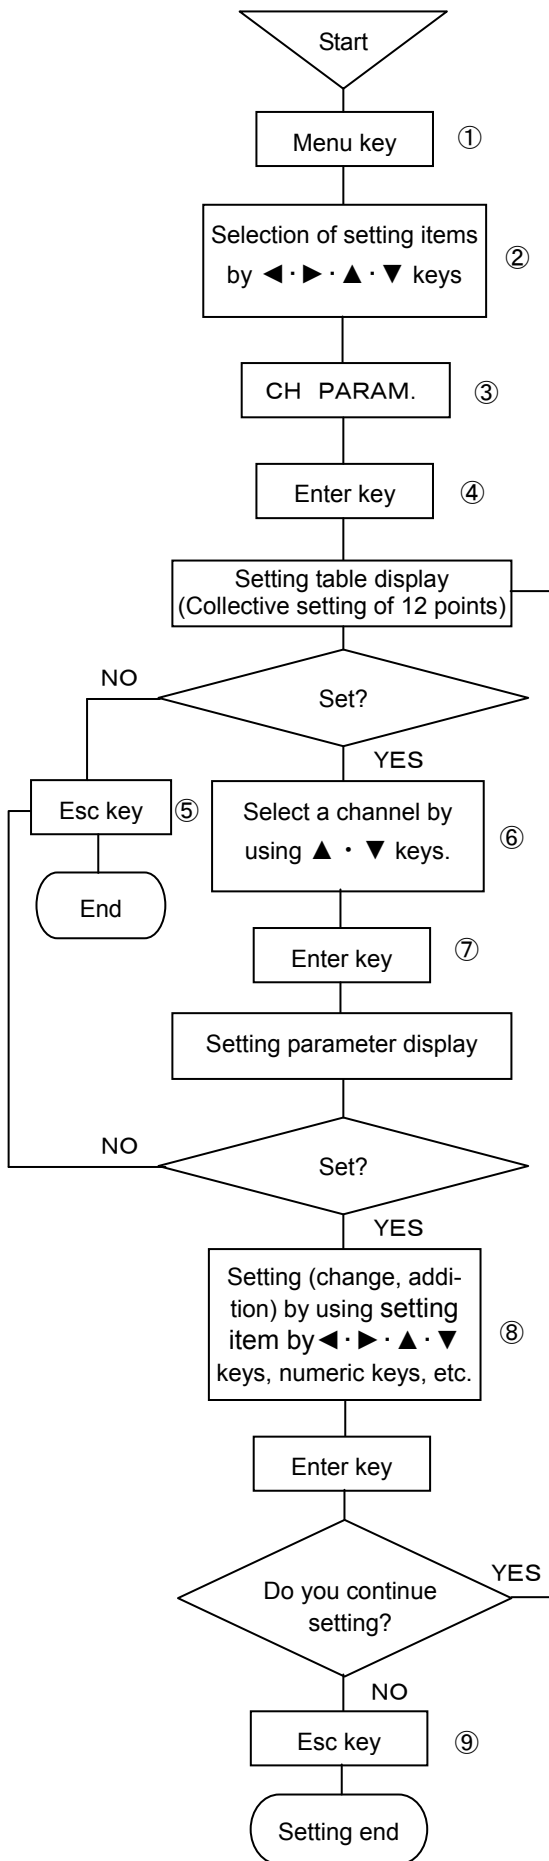 Start
Menu key ①
Selection of setting items
by ◀・▶・▲・▼ keys ②
CH PARAM. ③
Enter key ④
Setting table display
(Collective setting of 12 points)
NO
Set?
YES
Esc key ⑤
Select a channel by
using ▲・▼ keys. ⑥
End
Enter key ⑦
Setting parameter display
NO
Set?
YES
Setting (change, addi-
tion) by using setting
item by◀・▶・▲・▼
keys, numeric keys, etc. ⑧
Enter key
YES
Do you continue
setting?
NO
Esc key ⑨
Setting end